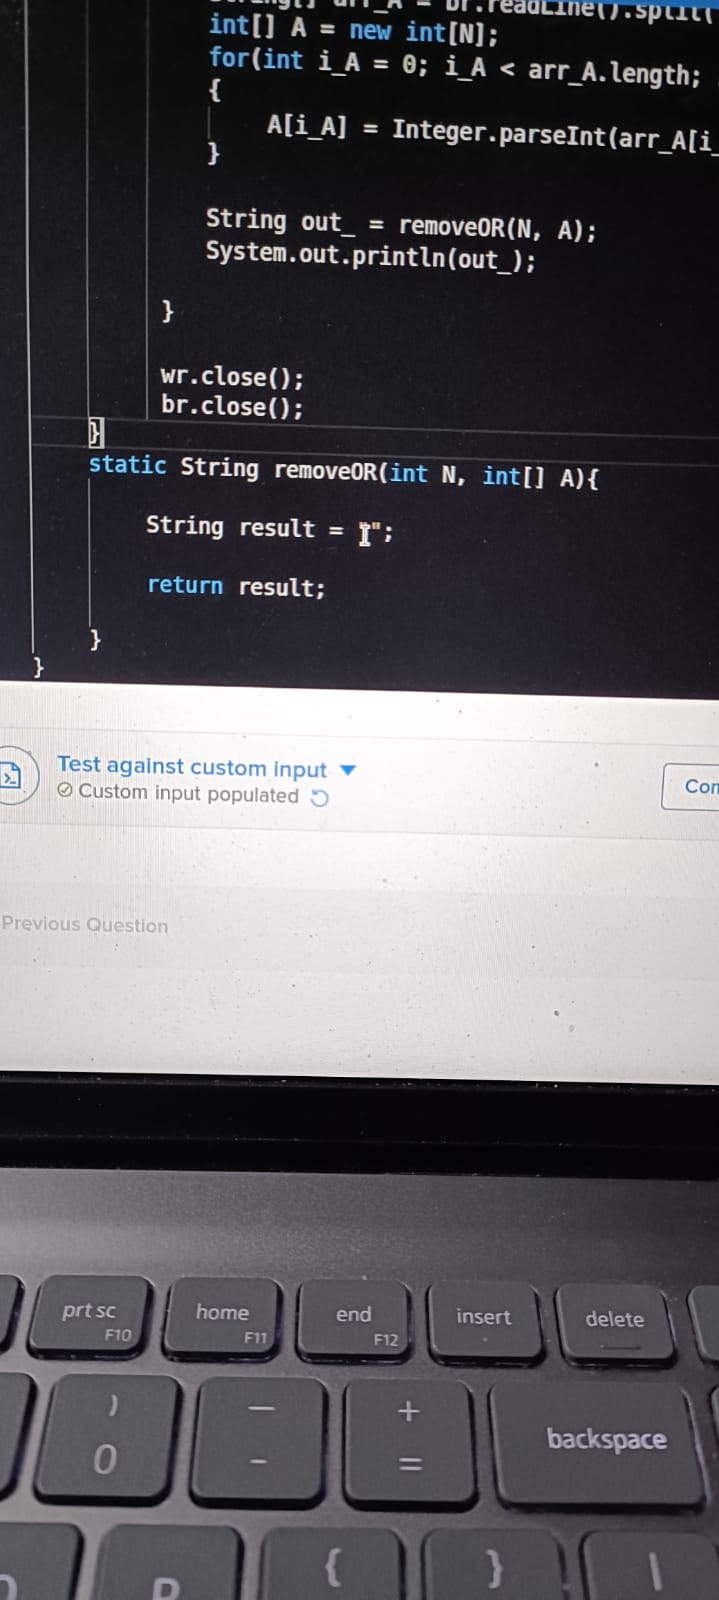 br.readLine().split(
int[] A = new int[N];
for(int i_A = 0; i_A < arr_A.length;
{
A[i_A] = Integer.parseInt(arr_A[i_
}
String out_ = removeOR(N, A);
System.out.println(out_);
}
wr.close();
br.close();
}
static String removeOR(int N, int[] A){
String result = ";
return result;
}
}
Test against custom input
Custom input populated
Com
Previous Question
prt sc
F10
home
F11
end
F12
insert
delete
)
0
—
-
+
=
backspace
P
{
}
|